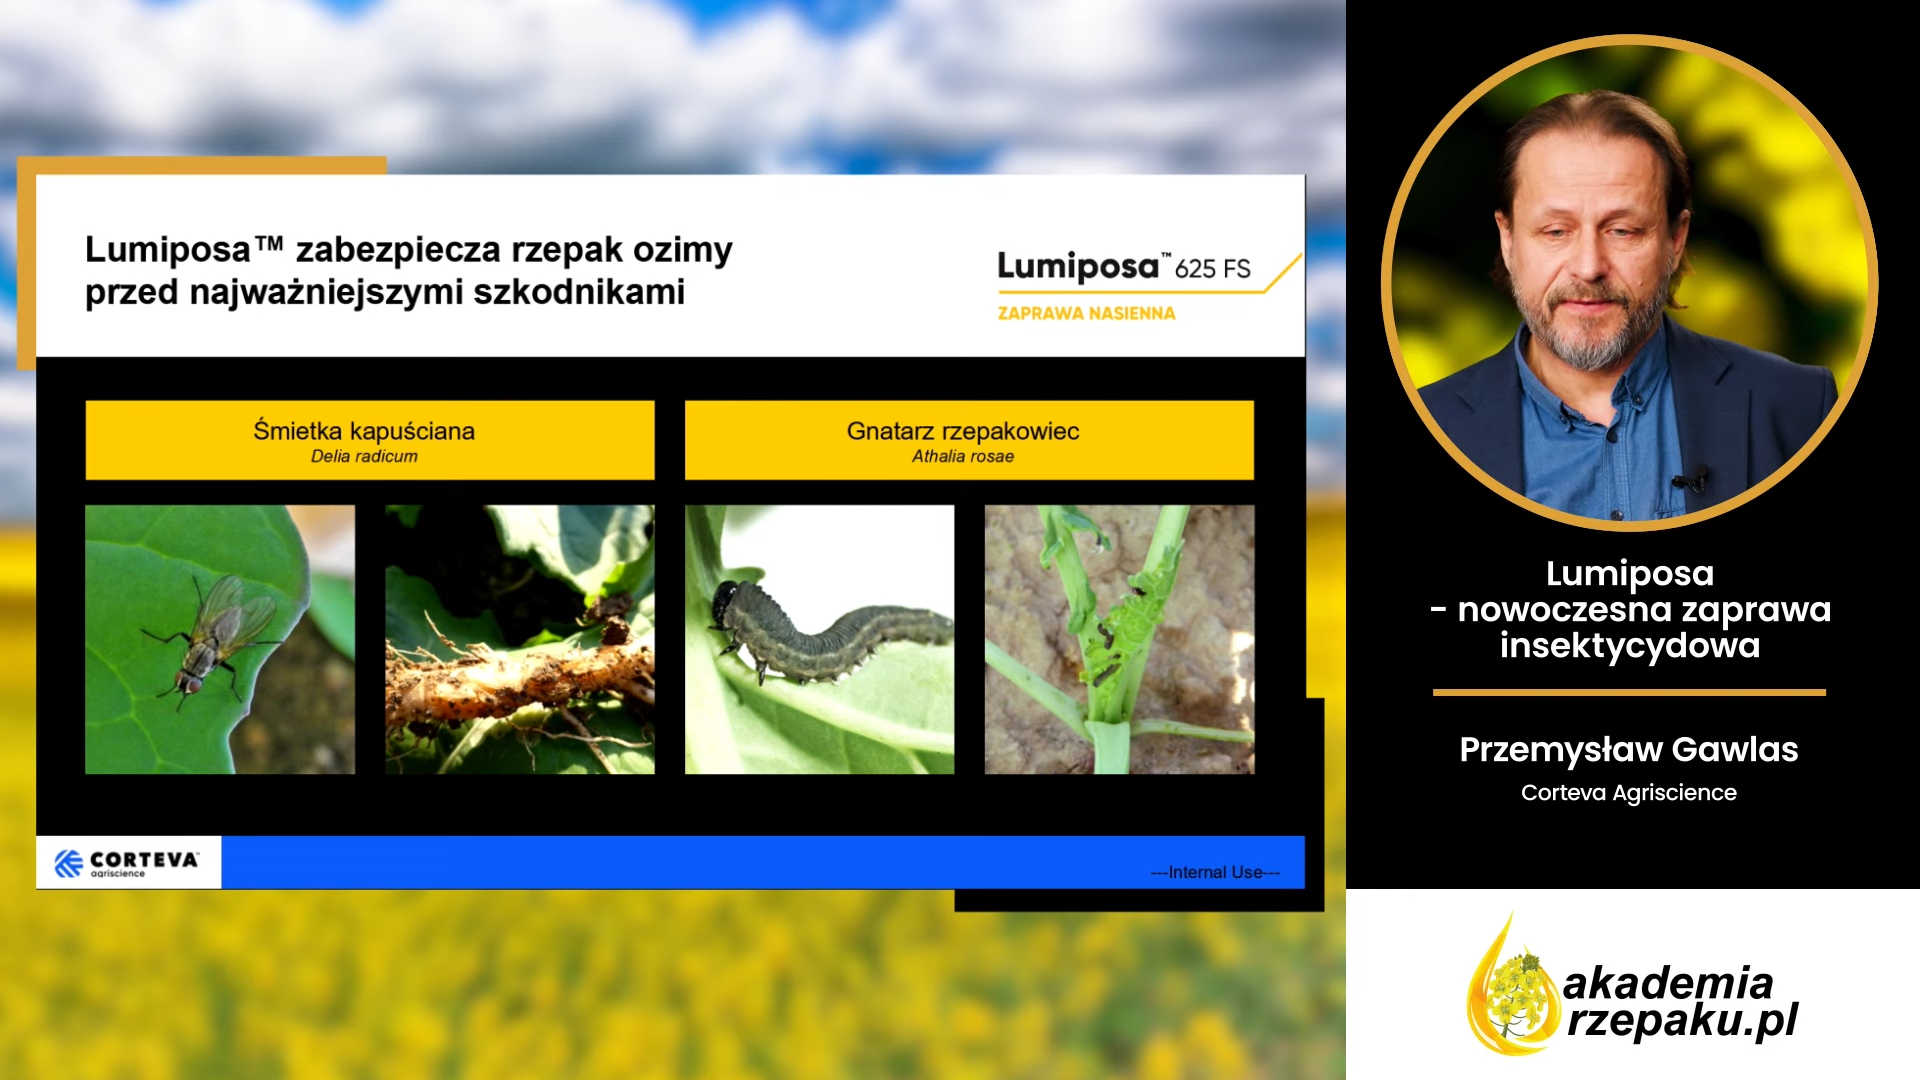 Lumiposa™ zabezpiecza rzepak ozimy
przed najważniejszymi szkodnikami
Lumiposa™ 625 FS
ZAPRAWA NASIENNA
Śmietka kapuściana
Delia radicum
Gnatarz rzepakowiec
Athalia rosae
CORTEVA™
agriscience
---Internal Use---
Lumiposa
- nowoczesna zaprawa
insektycydowa
Przemysław Gawlas
Corteva Agriscience
akademia
rzepaku.pl